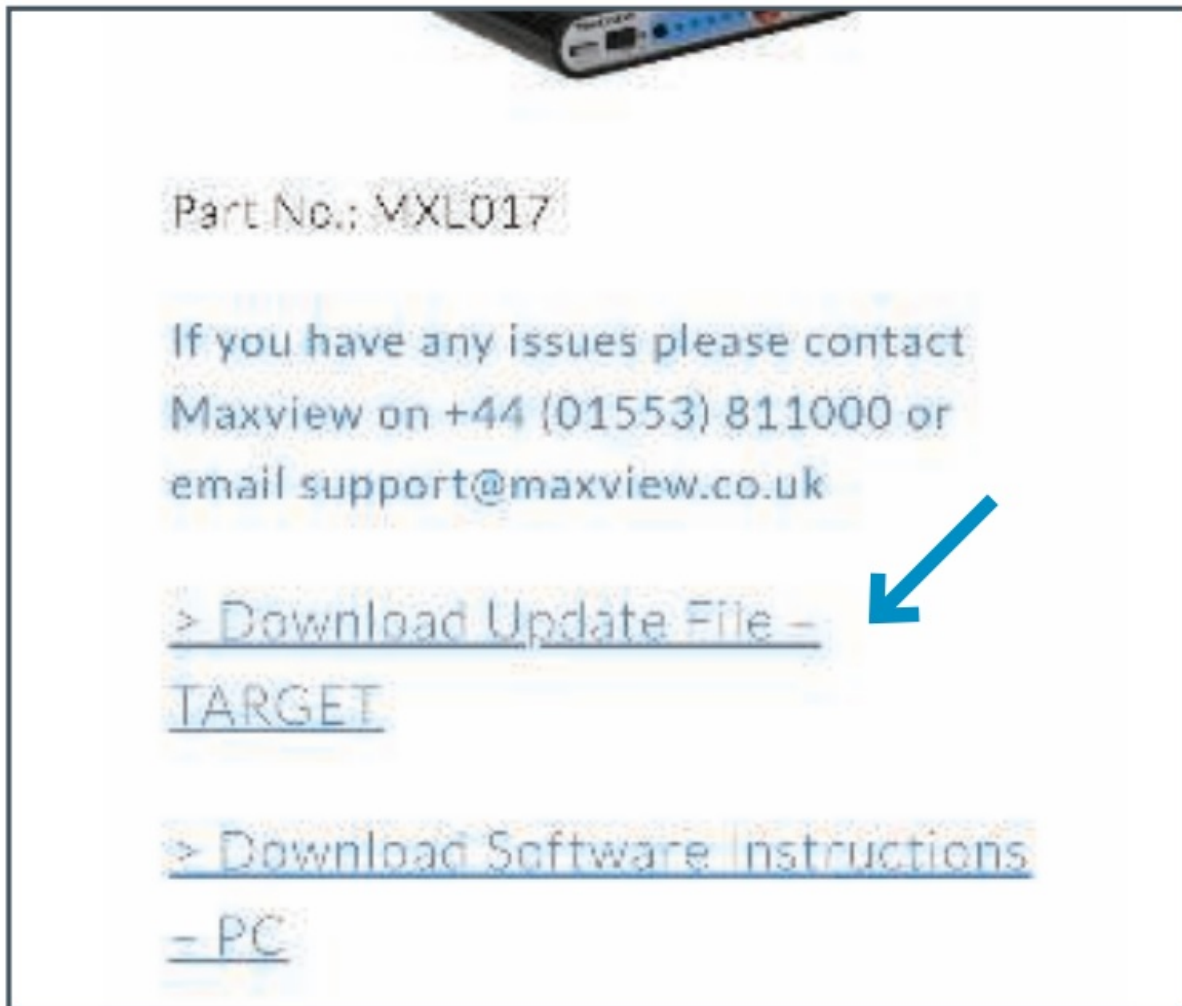 Part No.: MXL017
If you have any issues please contact
Maxview on +44 (01553) 811000 or
email support@maxview.co.uk
> Download Update File –
TARGET
> Download Software Instructions
– PC